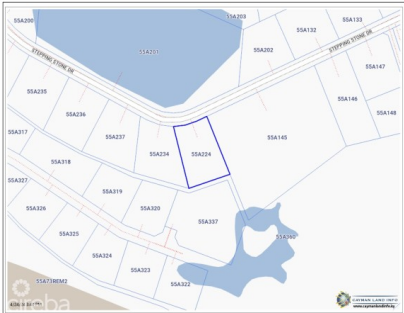 55A200
55A203
55A132
55A133
STEPPING STONE DR
55A201
55A202
STEPPING STONE DR
55A147
55A235
55A146
55A236
55A148
55A317
55A237
55A145
55A234
55A224
55A318
55A327
55A319
55A326
55A320
55A337
55A325
55A360
55A324
55A323
55A322
55A73REM2
CAYMAN LAND INFO
www.caymanlandinfo.ky